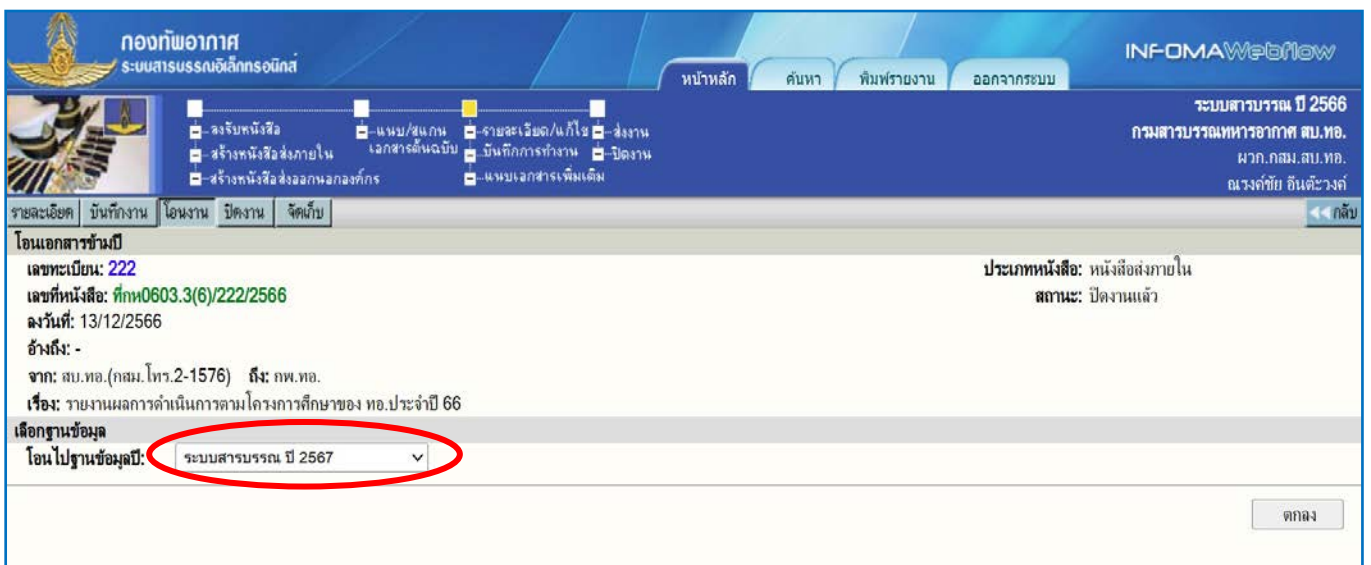 กองทัพอากาศ
ระบบสารบรรณอิเล็กทรอนิกส์
INFOMAWebflow
หน้าหลัก ค้นหา พิมพ์รายงาน ออกจากระบบ
ระบบสารบรรณ ปี 2566
กรมสารบรรณทหารอากาศ สบ.ทอ.
ผวก.กสม.สบ.ทอ.
ณรงค์ชัย อินต๊ะวงค์
ลงรับหนังสือ แนบ/สแกน รายละเอียด/แก้ไข ส่งงาน
สร้างหนังสือส่งภายใน เอกสารต้นฉบับ บันทึกการทำงาน ปิดงาน
สร้างหนังสือส่งออกนอกองค์กร แนบเอกสารเพิ่มเติม
รายละเอียด บันทึกงาน โอนงาน ปิดงาน จัดเก็บ กลับ
โอนเอกสารข้ามปี
เลขทะเบียน: 222 ประเภทหนังสือ: หนังสือส่งภายใน
เลขที่หนังสือ: ที่กห0603.3(6)/222/2566 สถานะ: ปิดงานแล้ว
ลงวันที่: 13/12/2566
อ้างถึง: -
จาก: สบ.ทอ.(กสม.โทร.2-1576) ถึง: กพ.ทอ.
เรื่อง: รายงานผลการดำเนินการตามโครงการศึกษาของ ทอ.ประจำปี 66
เลือกฐานข้อมูล
โอนไปฐานข้อมูลปี: ระบบสารบรรณ ปี 2567
ตกลง